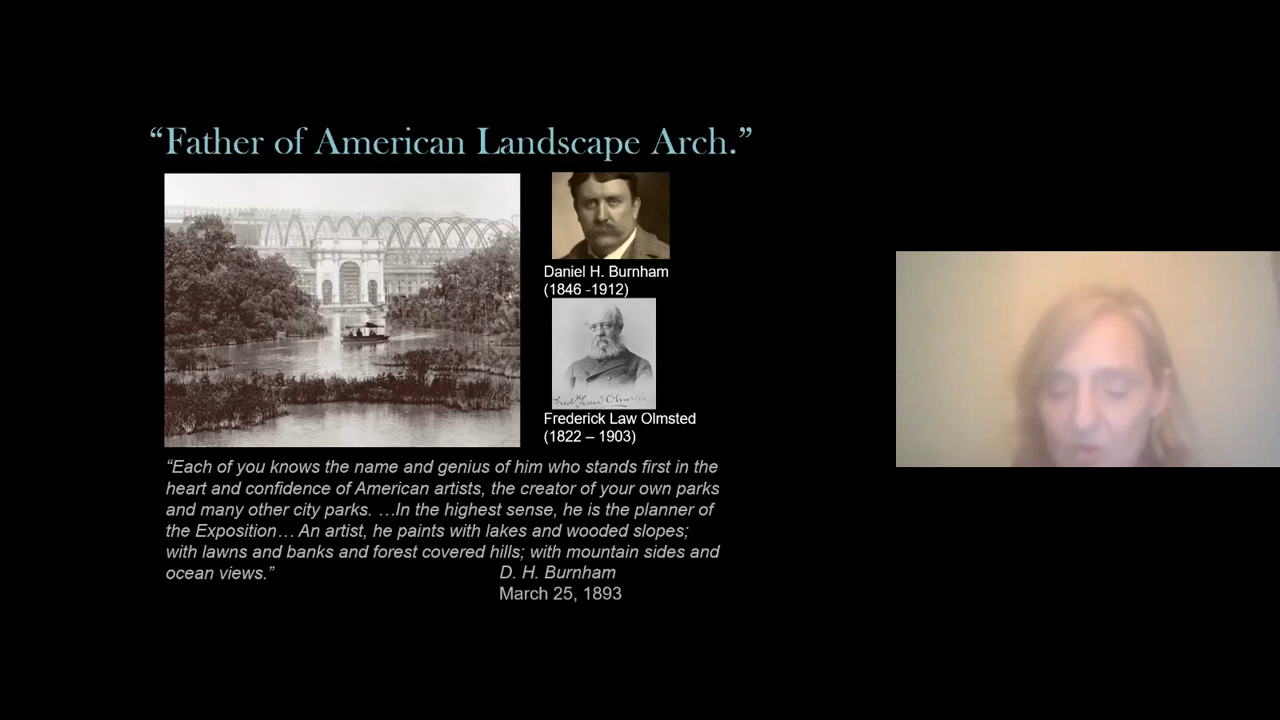 “Father of American Landscape Arch.”
Daniel H. Burnham
(1846 -1912)
Frederick Law Olmsted
(1822 – 1903)
“Each of you knows the name and genius of him who stands first in the
heart and confidence of American artists, the creator of your own parks
and many other city parks. …In the highest sense, he is the planner of
the Exposition… An artist, he paints with lakes and wooded slopes;
with lawns and banks and forest covered hills; with mountain sides and
ocean views.”
D. H. Burnham
March 25, 1893